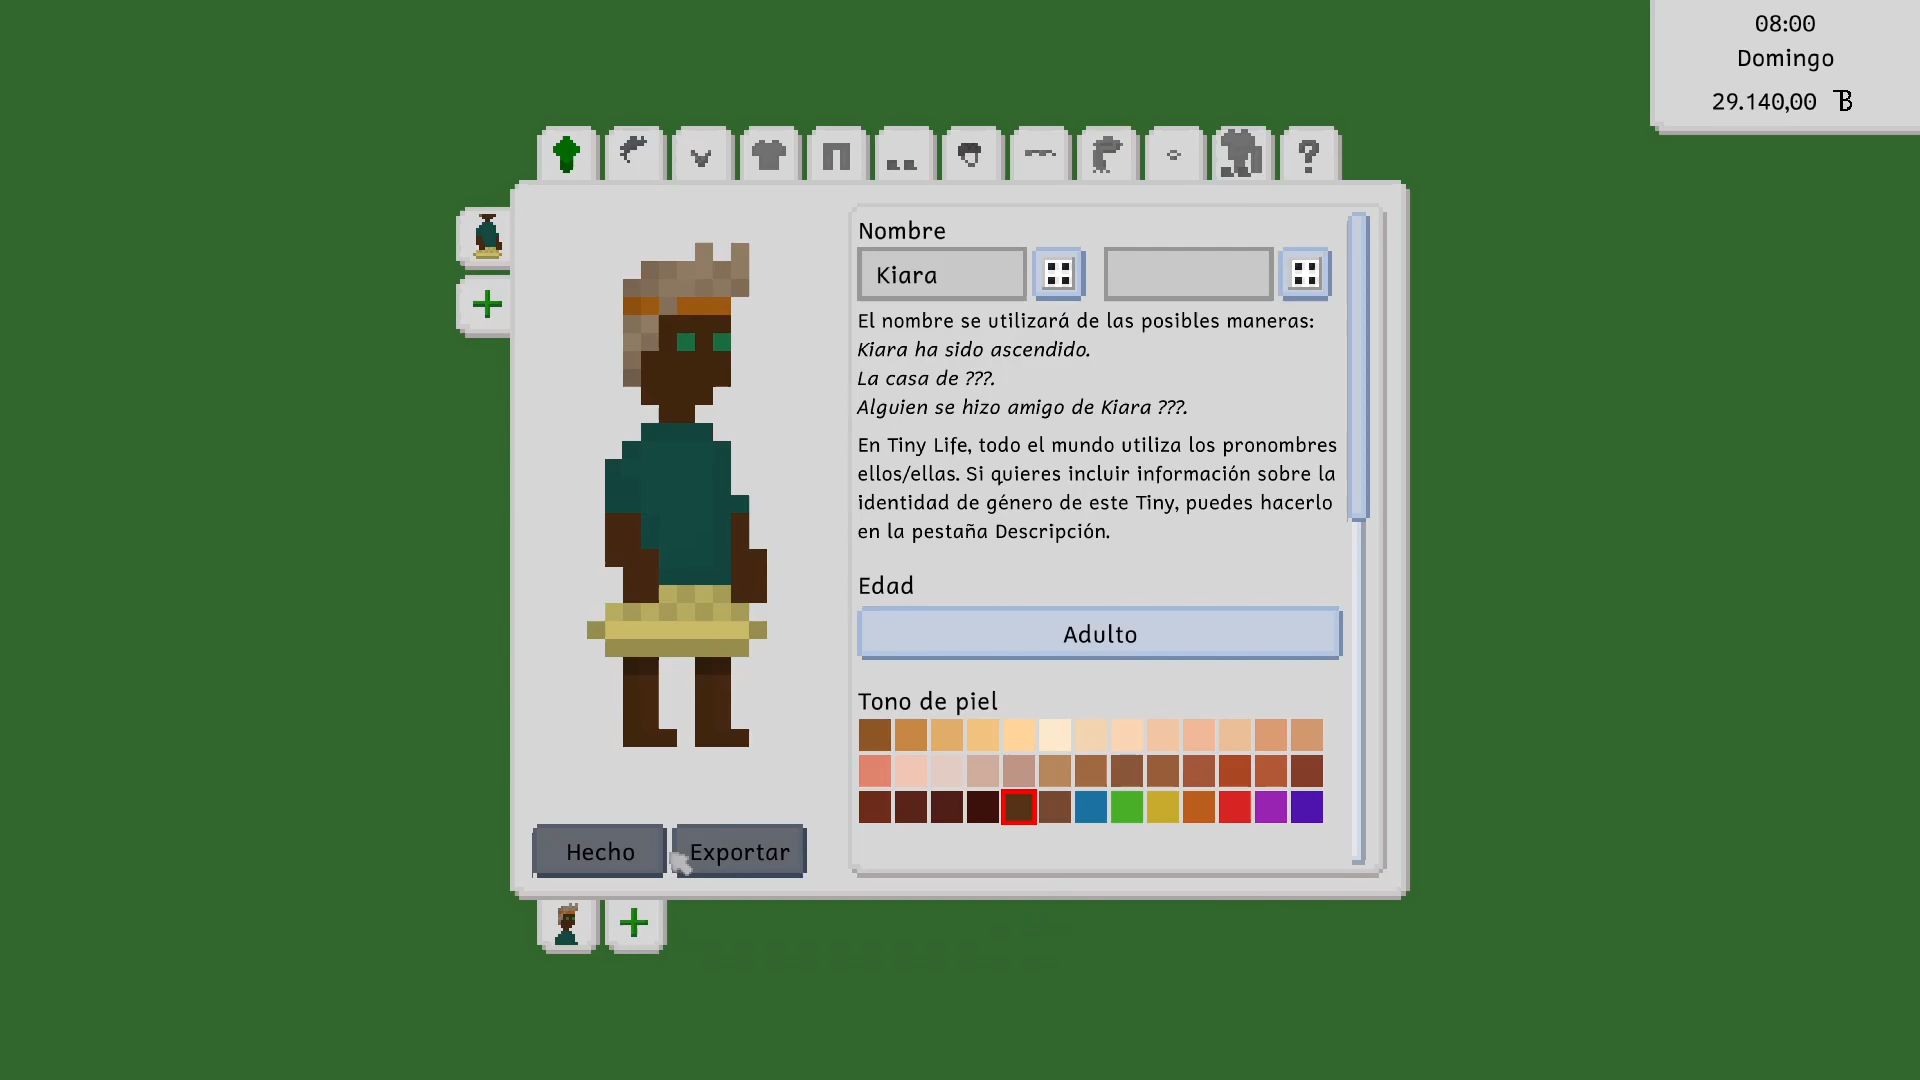 08:00
Domingo
29.140,00 B
Nombre
Kiara
El nombre se utilizará de las posibles maneras:
Kiara ha sido ascendido.
La casa de ???.
Alguien se hizo amigo de Kiara ???.
En Tiny Life, todo el mundo utiliza los pronombres
ellos/ellas. Si quieres incluir información sobre la
identidad de género de este Tiny, puedes hacerlo
en la pestaña Descripción.
Edad
Adulto
Tono de piel
Hecho
Exportar